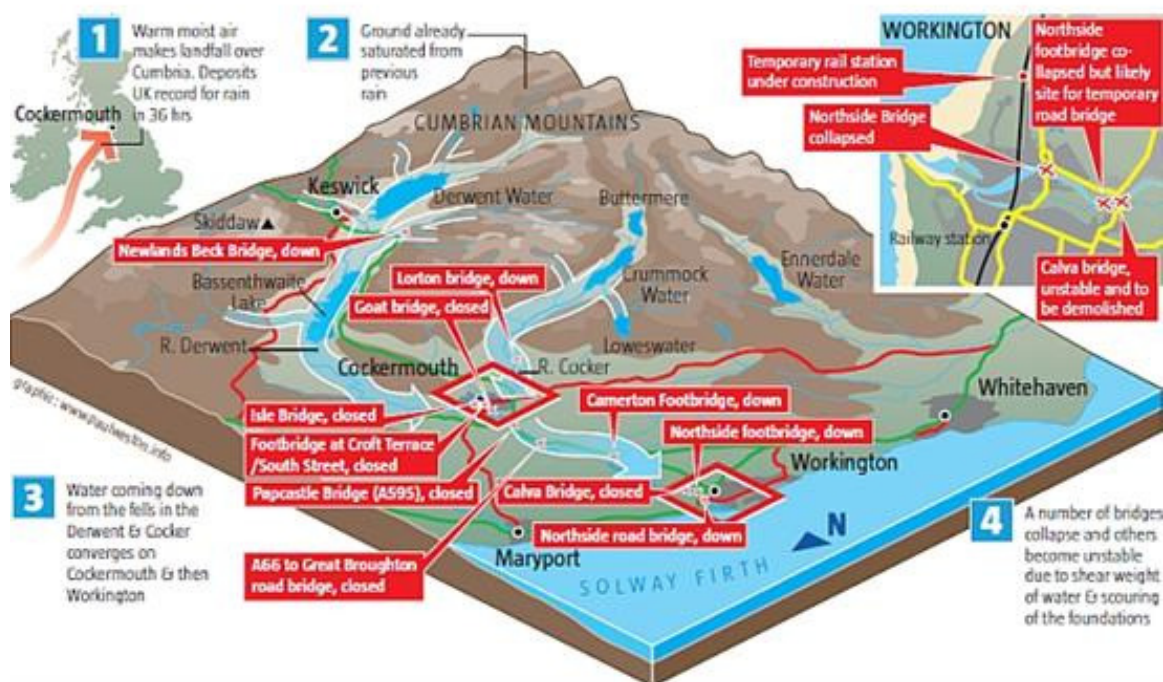 1
Warm moist air
makes landfall over
Cumbria. Deposits
UK record for rain
in 36 hrs
Cockermouth
2
Ground already
saturated from
previous
rain
WORKINGTON
Temporary rail station
under construction
Northside Bridge
collapsed
Northside
footbridge co-
llapsed but likely
site for temporary
road bridge
Railway station
Calva bridge,
unstable and to
be demolished
CUMBRIAN MOUNTAINS
Keswick
Derwent Water
Buttermere
Skiddaw
Newlands Beck Bridge, down
Bassenthwaite
Lake
Lorton bridge, down
Goat bridge, closed
Crummock
Water
Ennerdale
Water
R. Derwent
Loweswater
Cockermouth
R. Cocker
Whitehaven
Isle Bridge, closed
Camerton Footbridge, down
Footbridge at Croft Terrace
/South Street, closed
Northside footbridge, down
Papcastle Bridge (A595), closed
Calva Bridge, closed
Workington
Northside road bridge, down
A66 to Great Broughton
road bridge, closed
Maryport
N
SOLWAY FIRTH
graphic: www.paulweston.info
3
Water coming down
from the fells in the
Derwent & Cocker
converges on
Cockermouth & then
Workington
4
A number of bridges
collapse and others
become unstable
due to shear weight
of water & scouring
of the foundations